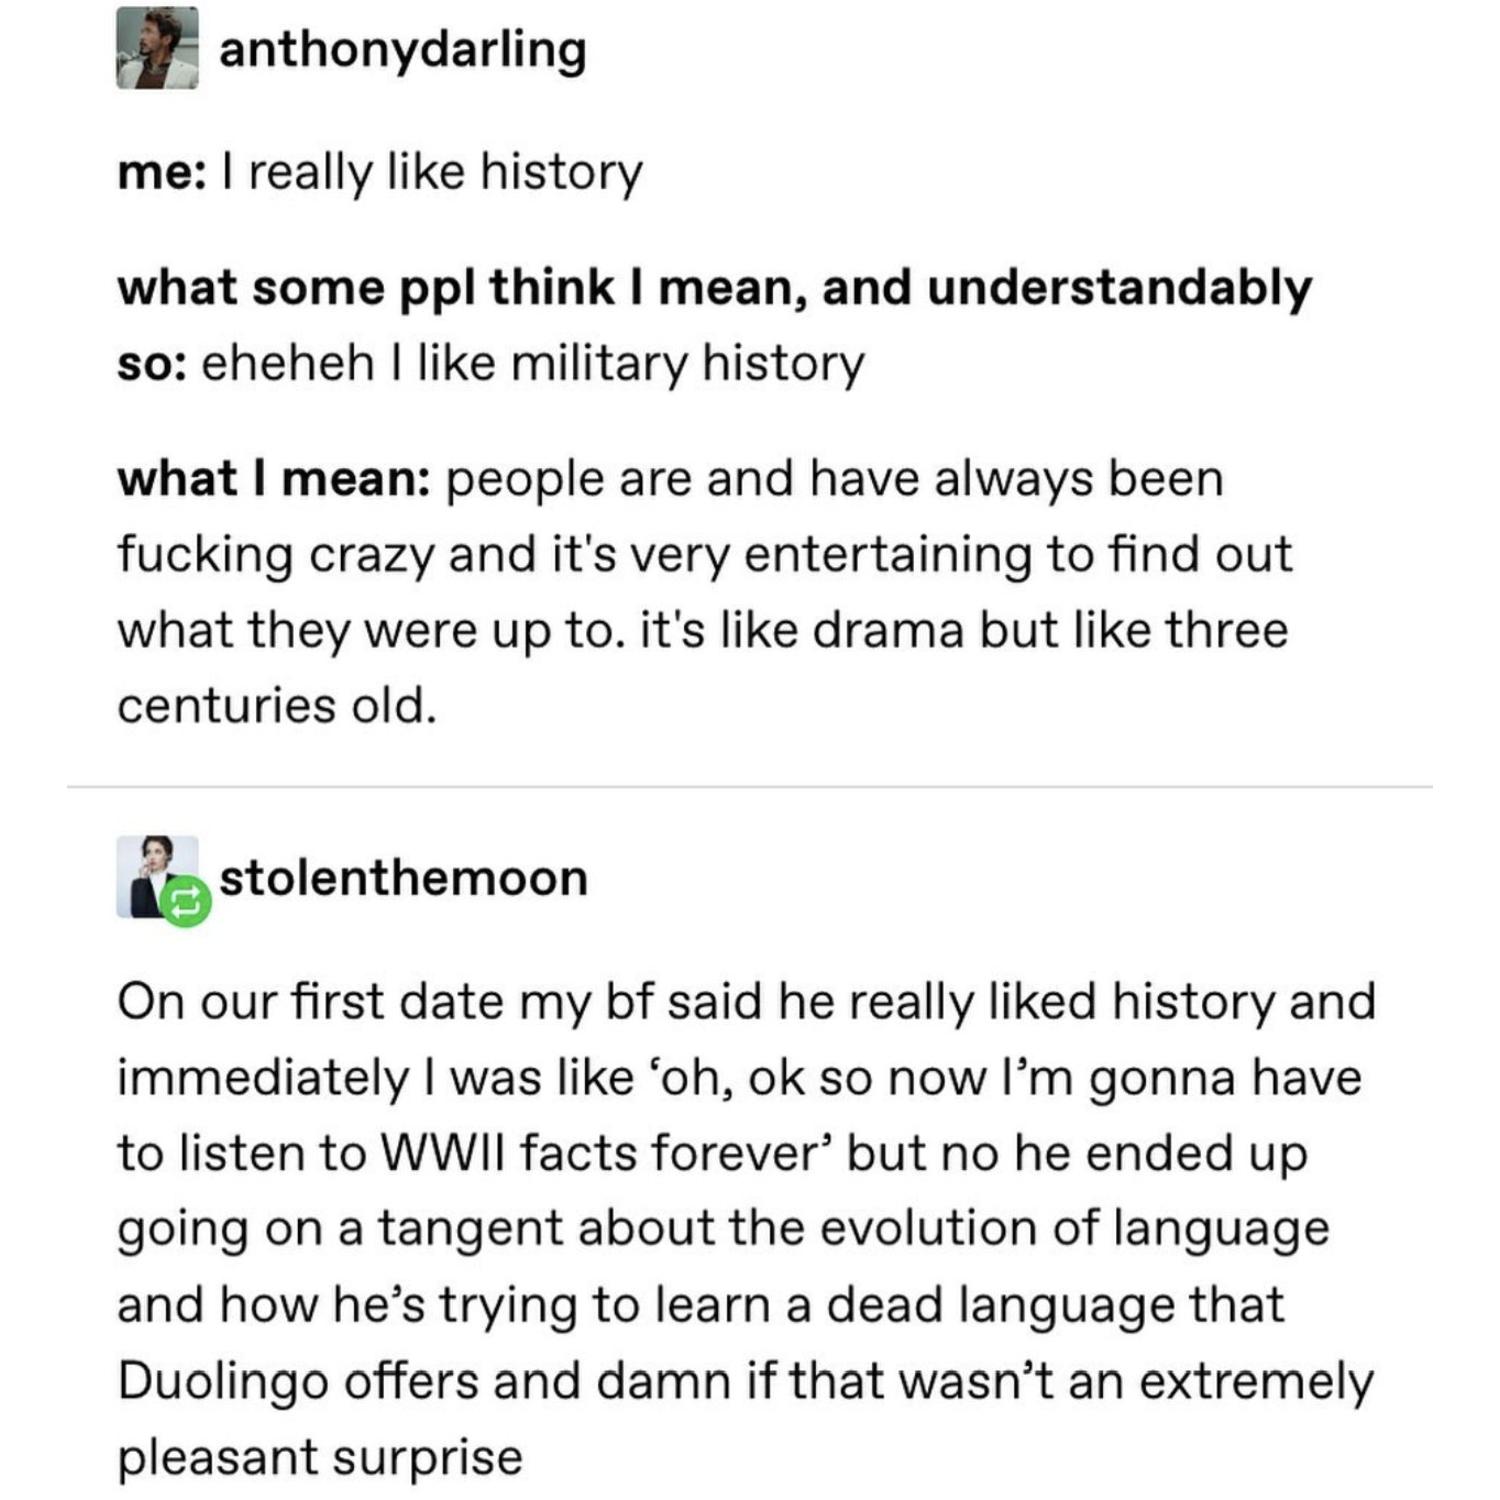 anthonydarling
me: I really like history
what some ppl think I mean, and understandably
so: eheheh I like military history
what I mean: people are and have always been
fucking crazy and it's very entertaining to find out
what they were up to. it's like drama but like three
centuries old.
stolenthemoon
On our first date my bf said he really liked history and
immediately I was like ‘oh, ok so now I’m gonna have
to listen to WWII facts forever’ but no he ended up
going on a tangent about the evolution of language
and how he’s trying to learn a dead language that
Duolingo offers and damn if that wasn’t an extremely
pleasant surprise